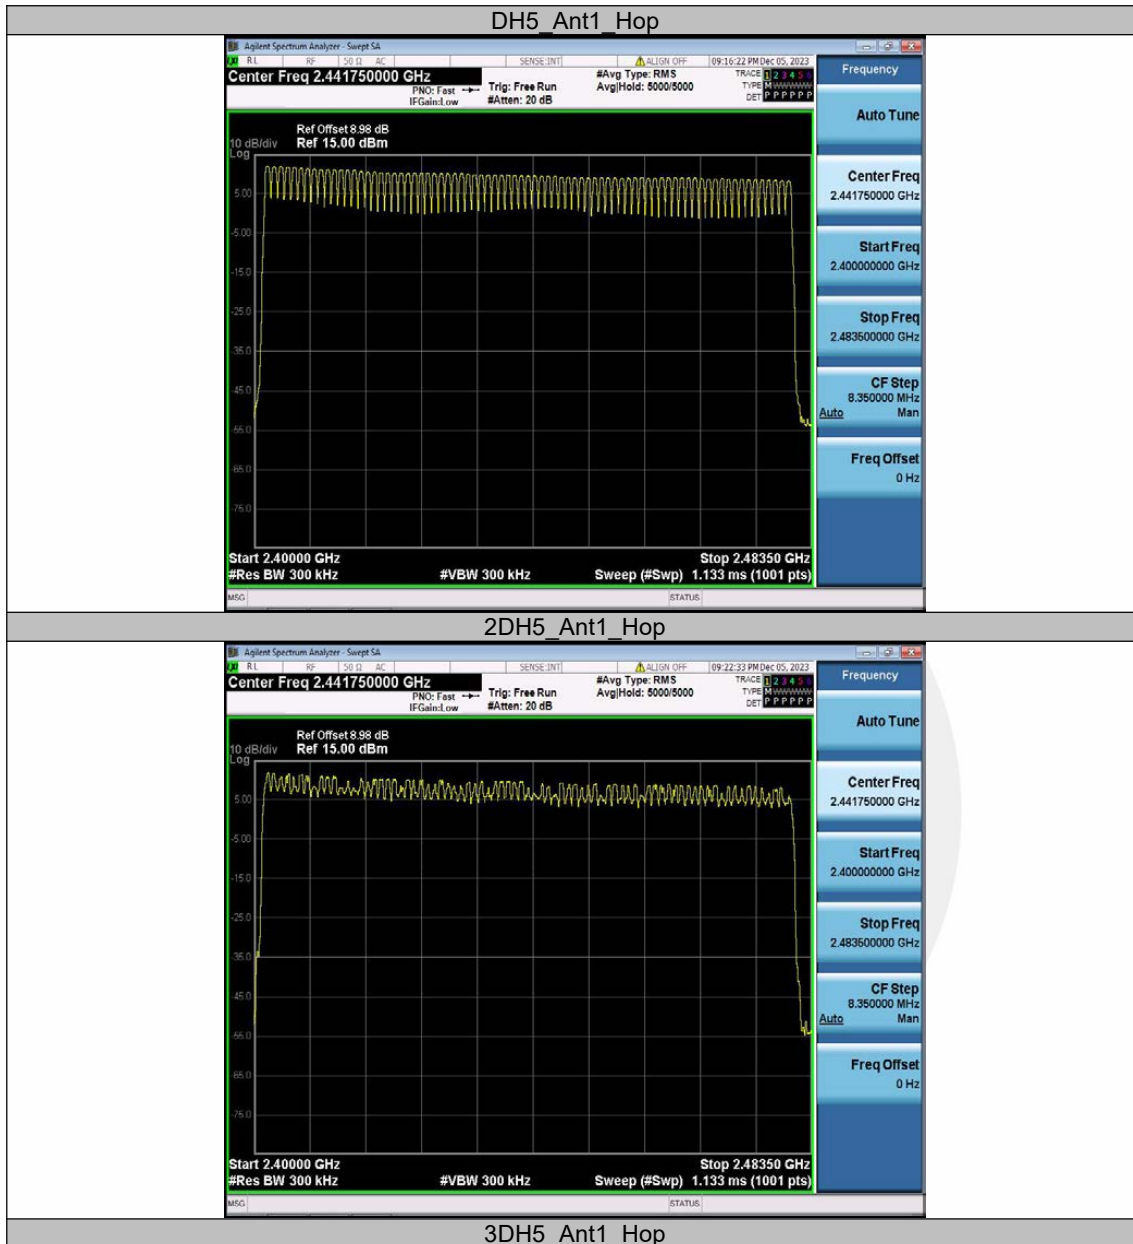 DH5_Ant1_Hop
Agilent Spectrum Analyzer - Swept SA
RL RF 50 Ω AC SENSE:INT ALIGN OFF 09:16:22 PM Dec 05, 2023
Center Freq 2.441750000 GHz #Avg Type: RMS TRACE 1 2 3 4 5 6
PNO: Fast Trig: Free Run Avg|Hold: 5000/5000 TYPE M WWWWW
IFGain:Low #Atten: 20 dB DET P P P P P P
Frequency
Auto Tune
Ref Offset 8.98 dB
10 dB/div Ref 15.00 dBm
Log
5.00
-5.00
-15.0
-25.0
-35.0
-45.0
-55.0
-65.0
-75.0
Center Freq
2.441750000 GHz
Start Freq
2.400000000 GHz
Stop Freq
2.483500000 GHz
CF Step
8.350000 MHz
Auto Man
Freq Offset
0 Hz
Start 2.40000 GHz Stop 2.48350 GHz
#Res BW 300 kHz #VBW 300 kHz Sweep (#Swp) 1.133 ms (1001 pts)
MSG STATUS
2DH5_Ant1_Hop
Agilent Spectrum Analyzer - Swept SA
RL RF 50 Ω AC SENSE:INT ALIGN OFF 09:22:33 PM Dec 05, 2023
Center Freq 2.441750000 GHz #Avg Type: RMS TRACE 1 2 3 4 5 6
PNO: Fast Trig: Free Run Avg|Hold: 5000/5000 TYPE M WWWWW
IFGain:Low #Atten: 20 dB DET P P P P P P
Frequency
Auto Tune
Ref Offset 8.98 dB
10 dB/div Ref 15.00 dBm
Log
5.00
-5.00
-15.0
-25.0
-35.0
-45.0
-55.0
-65.0
-75.0
Center Freq
2.441750000 GHz
Start Freq
2.400000000 GHz
Stop Freq
2.483500000 GHz
CF Step
8.350000 MHz
Auto Man
Freq Offset
0 Hz
Start 2.40000 GHz Stop 2.48350 GHz
#Res BW 300 kHz #VBW 300 kHz Sweep (#Swp) 1.133 ms (1001 pts)
MSG STATUS
3DH5_Ant1_Hop